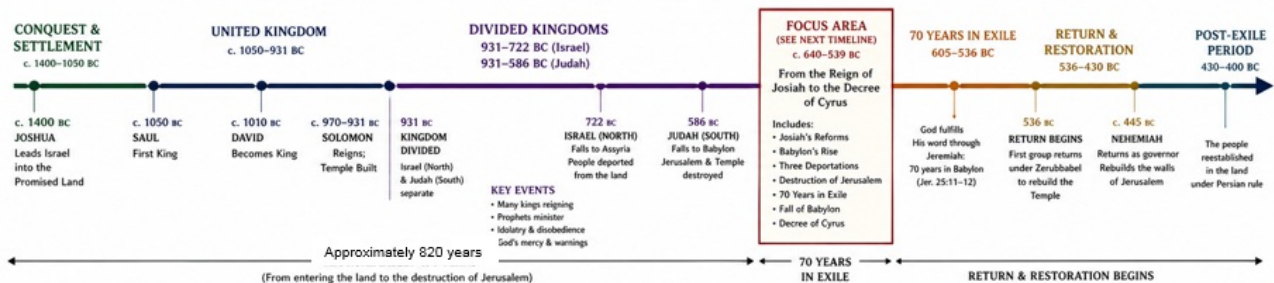 CONQUEST &
SETTLEMENT
c. 1400–1050 BC
UNITED KINGDOM
c. 1050–931 BC
DIVIDED KINGDOMS
931–722 BC (Israel)
931–586 BC (Judah)
FOCUS AREA
(SEE NEXT TIMELINE)
c. 640–539 BC
From the Reign of
Josiah to the Decree
of Cyrus
Includes:
• Josiah's Reforms
• Babylon's Rise
• Three Deportations
• Destruction of Jerusalem
• 70 Years in Exile
• Fall of Babylon
• Decree of Cyrus
70 YEARS IN EXILE
605–536 BC
RETURN &
RESTORATION
536–430 BC
POST-EXILE
PERIOD
430–400 BC
c. 1400 BC
JOSHUA
Leads Israel
into the
Promised Land
c. 1050 BC
SAUL
First King
c. 1010 BC
DAVID
Becomes King
c. 970–931 BC
SOLOMON
Reigns;
Temple Built
931 BC
KINGDOM
DIVIDED
Israel (North)
& Judah (South)
separate
KEY EVENTS
• Many kings reigning
• Prophets minister
• Idolatry & disobedience
God's mercy & warnings
722 BC
ISRAEL (NORTH)
Falls to Assyria
People deported
from the land
586 BC
JUDAH (SOUTH)
Falls to Babylon
Jerusalem & Temple
destroyed
God fulfills
His word through
Jeremiah:
70 years in Babylon
(Jer. 25:11–12)
536 BC
RETURN BEGINS
First group returns
under Zerubbabel
to rebuild the
Temple
c. 445 BC
NEHEMIAH
Returns as governor
Rebuilds the walls
of Jerusalem
The people
reestablished
in the land
under Persian rule
Approximately 820 years
(From entering the land to the destruction of Jerusalem)
70 YEARS
IN EXILE
RETURN & RESTORATION BEGINS